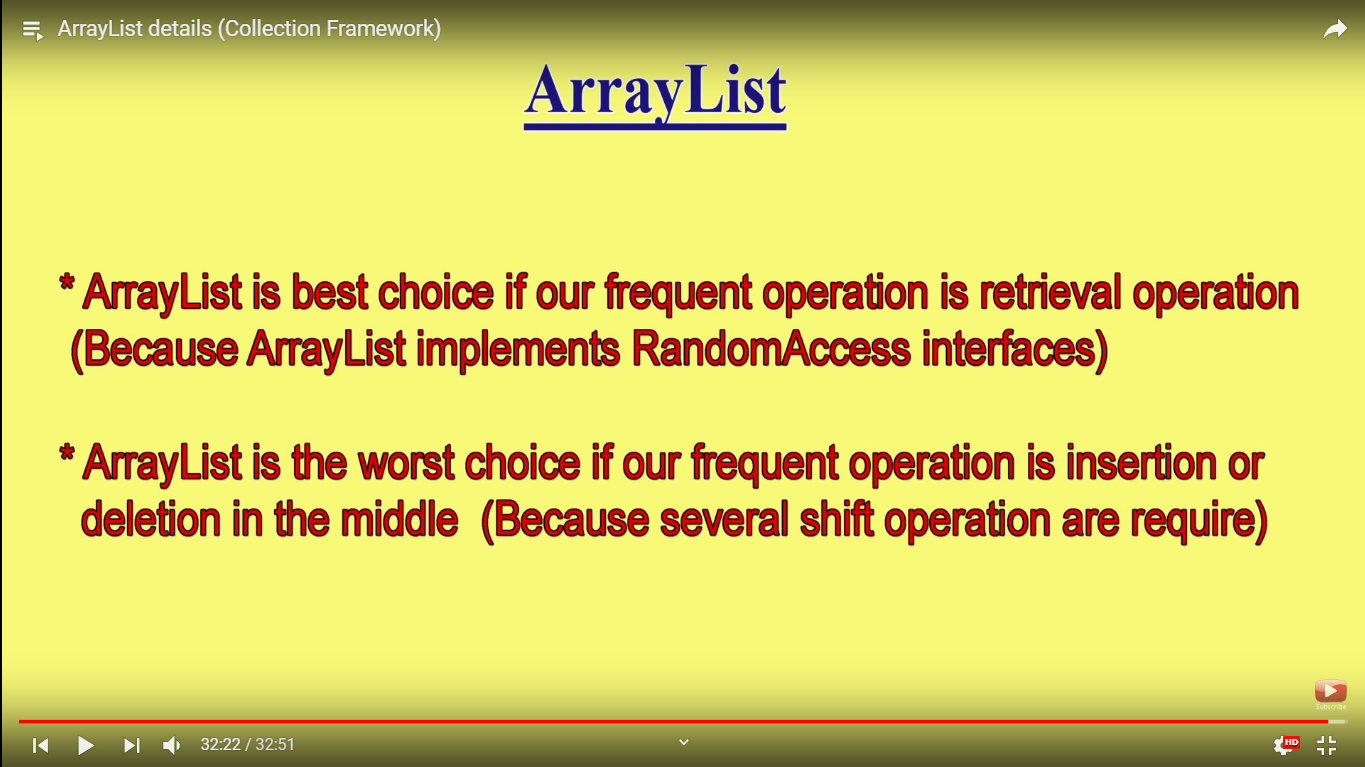 ArrayList details (Collection Framework)
ArrayList
* ArrayList is best choice if our frequent operation is retrieval operation
(Because ArrayList implements RandomAccess interfaces)
* ArrayList is the worst choice if our frequent operation is insertion or
deletion in the middle (Because several shift operation are require)
Subscribe
32:22 / 32:51
HD